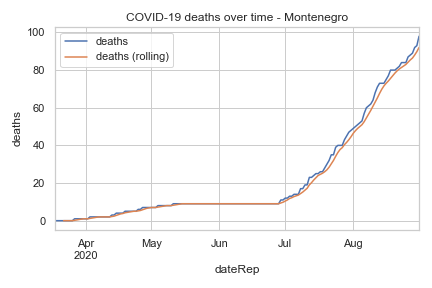 COVID-19 deaths over time - Montenegro
deaths
deaths (rolling)
100
80
60
40
20
0
deaths
Apr
2020
May
Jun
Jul
Aug
dateRep